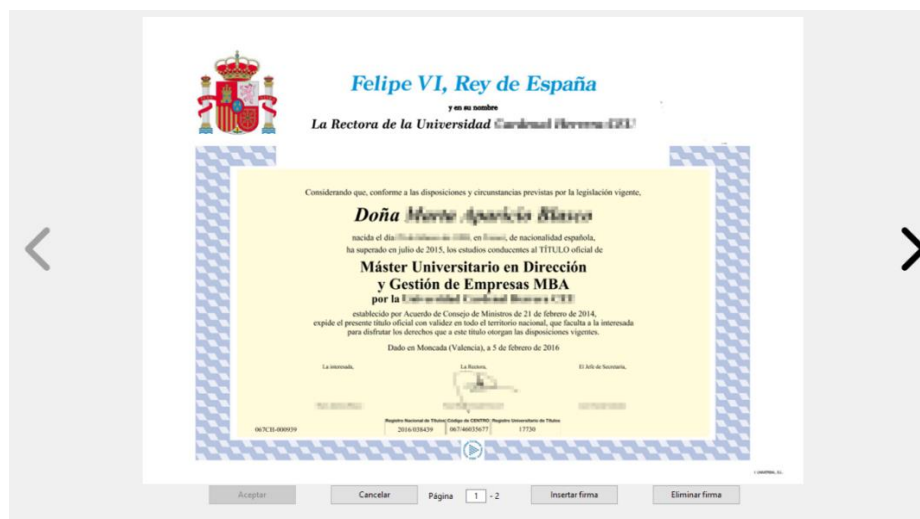 Felipe VI, Rey de España
y en su nombre
La Rectora de la Universidad
Considerando que, conforme a las disposiciones y circunstancias previstas por la legislación vigente,
Doña
nacida el día , en , de nacionalidad española,
ha superado en julio de 2015, los estudios conducentes al TÍTULO oficial de
Máster Universitario en Dirección
y Gestión de Empresas MBA
por la
establecido por Acuerdo de Consejo de Ministros de 21 de febrero de 2014,
expide el presente título oficial con validez en todo el territorio nacional, que faculta a la interesada
para disfrutar los derechos que a este título otorgan las disposiciones vigentes.
Dado en Moncada (Valencia), a 5 de febrero de 2016
La interesada, La Rectora, El Jefe de Secretaría,
Registro Nacional de Títulos Código de CENTRO Registro Universitario de Títulos
067CH-000939 2016/038439 067/46035677 17730
Aceptar Cancelar Página 1 - 2 Insertar firma Eliminar firma